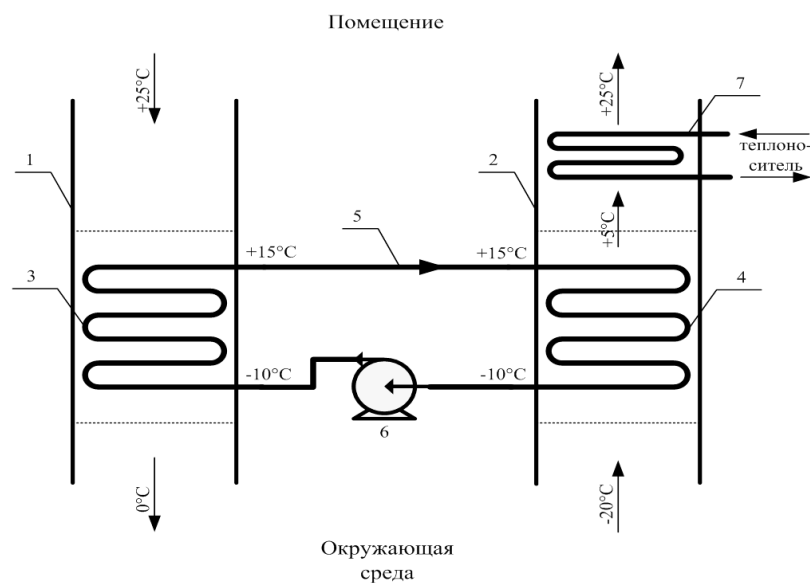 Помещение
+25°C
+25°C
7
теплоно-
ситель
1
2
5
+5°C
+15°C
+15°C
3
4
-10°C
-10°C
6
0°C
-20°C
Окружающая
среда